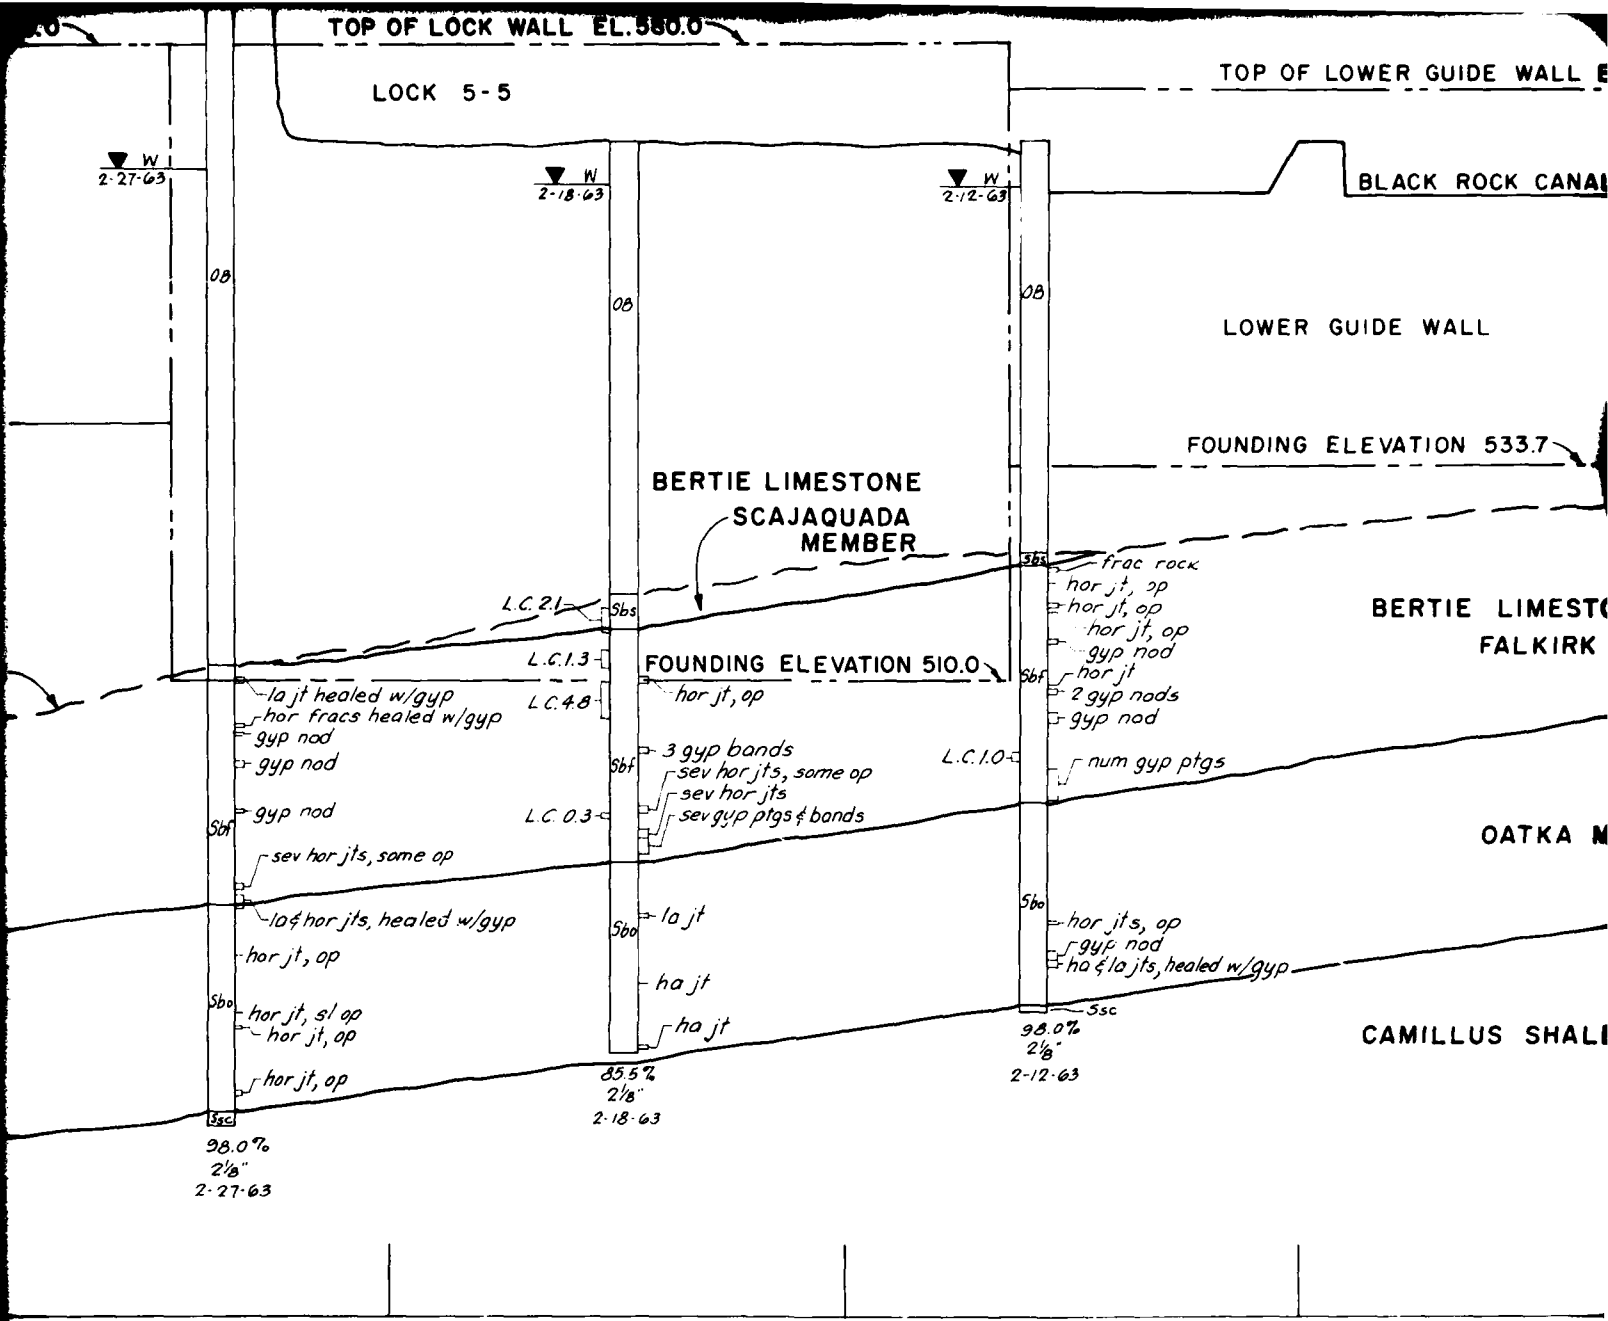 TOP OF LOCK WALL EL.580.0
LOCK 5-5
TOP OF LOWER GUIDE WALL
W
2-27-63
W
2-18-63
W
2-12-63
BLACK ROCK CANAL
OB
OB
OB
LOWER GUIDE WALL
FOUNDING ELEVATION 533.7
BERTIE LIMESTONE
SCAJAQUADA
MEMBER
L.C. 2.1
Sbs
L.C. 1.3
FOUNDING ELEVATION 510.0
L.C. 4.8
hor jt, op
3 gyp bands
Sbf
sev hor jts, some op
sev hor jts
L.C. 0.3
sev gyp ptgs & bands
Sbo
la jt
ha jt
ha jt
85.5%
2 1/8"
2-18-63
la jt healed w/gyp
hor fracs healed w/gyp
gyp nod
gyp nod
gyp nod
Sbf
sev hor jts, some op
la & hor jts, healed w/gyp
hor jt, op
Sbo
hor jt, sl op
hor jt, op
hor jt, op
Ssc
98.0%
2 1/8"
2-27-63
Sbs
frac rock
hor jt, op
hor jt, op
hor jt, op
gyp nod
Sbf
hor jt
2 gyp nods
gyp nod
L.C. 1.0
num gyp ptgs
Sbo
hor jts, op
gyp nod
ha & la jts, healed w/gyp
Ssc
98.0%
2 1/8"
2-12-63
BERTIE LIMESTO
FALKIRK
OATKA M
CAMILLUS SHAL